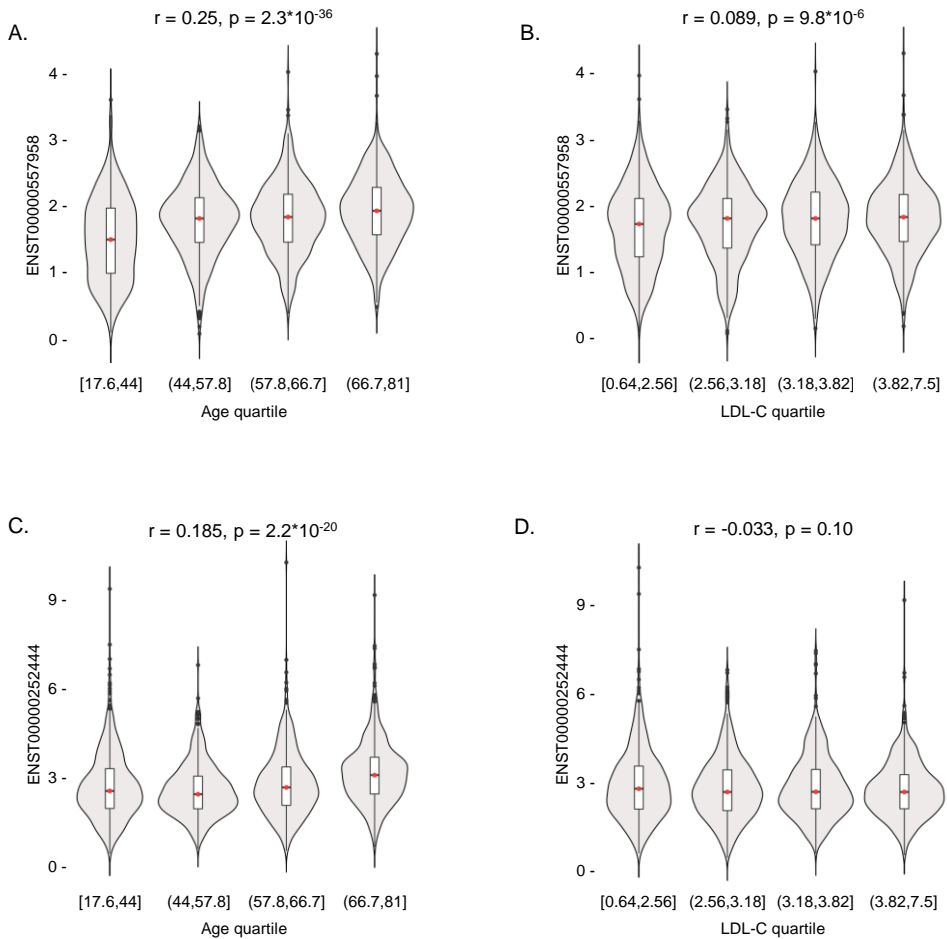 A.
r = 0.25, p = 2.3*10-36
ENST00000557958
4 -
3 -
2 -
1 -
0 -
[17.6,44] (44,57.8] (57.8,66.7] (66.7,81]
Age quartile
B.
r = 0.089, p = 9.8*10-6
ENST00000557958
4 -
3 -
2 -
1 -
0 -
[0.64,2.56] (2.56,3.18] (3.18,3.82] (3.82,7.5]
LDL-C quartile
C.
r = 0.185, p = 2.2*10-20
ENST00000252444
9 -
6 -
3 -
0 -
[17.6,44] (44,57.8] (57.8,66.7] (66.7,81]
Age quartile
D.
r = -0.033, p = 0.10
ENST00000252444
9 -
6 -
3 -
0 -
[0.64,2.56] (2.56,3.18] (3.18,3.82] (3.82,7.5]
LDL-C quartile